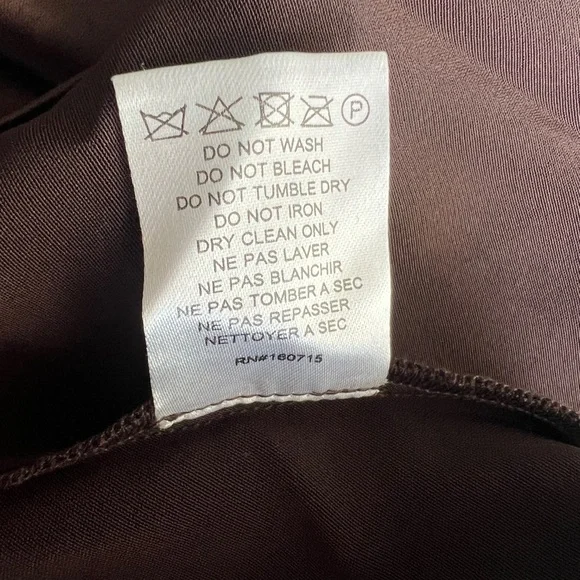 P
DO NOT WASH
DO NOT BLEACH
DO NOT TUMBLE DRY
DO NOT IRON
DRY CLEAN ONLY
NE PAS LAVER
NE PAS BLANCHIR
NE PAS TOMBER A SEC
NE PAS REPASSER
NETTOYER A SEC
RN#160715